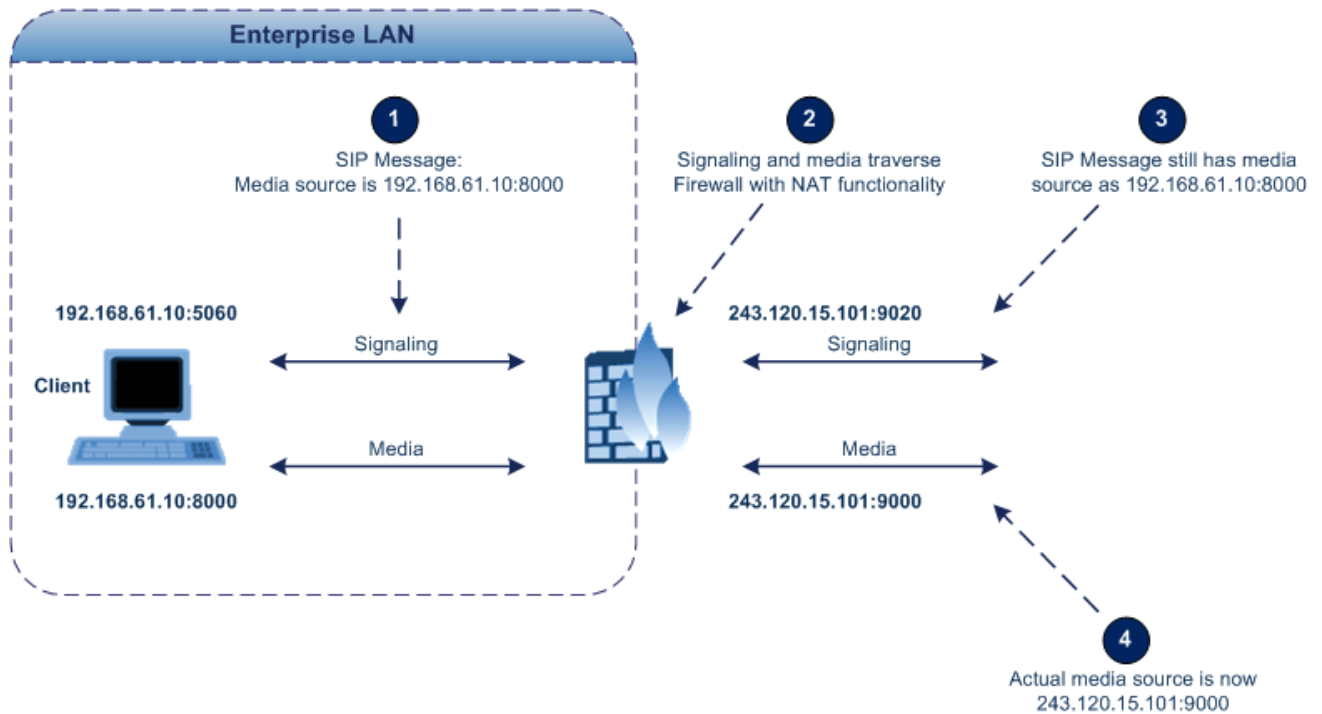 Enterprise LAN
1
SIP Message:
Media source is 192.168.61.10:8000
2
Signaling and media traverse
Firewall with NAT functionality
3
SIP Message still has media
source as 192.168.61.10:8000
192.168.61.10:5060
Signaling
243.120.15.101:9020
Signaling
Client
Media
192.168.61.10:8000
Media
243.120.15.101:9000
4
Actual media source is now
243.120.15.101:9000